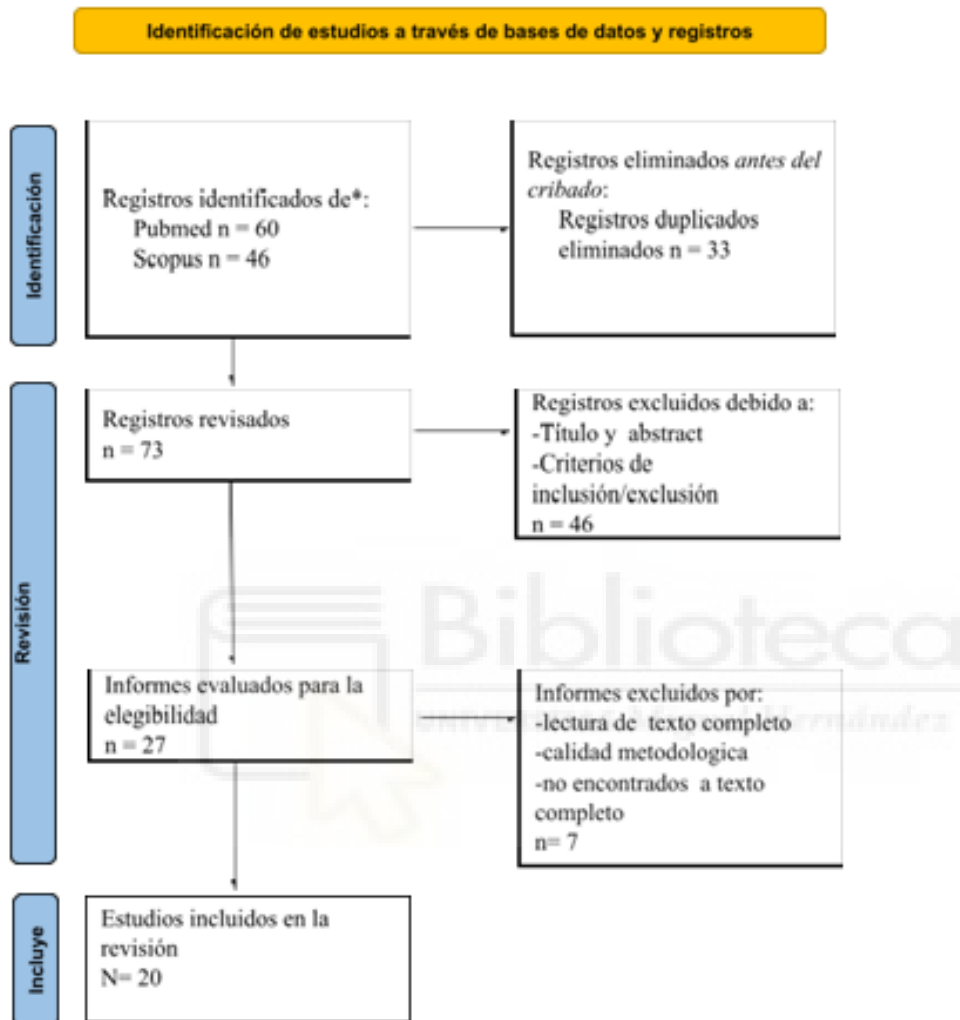 Identificación de estudios a través de bases de datos y registros
Identificación
Registros identificados de*:
Pubmed n = 60
Scopus n = 46
Registros eliminados antes del
cribado:
Registros duplicados
eliminados n = 33
Revisión
Registros revisados
n = 73
Registros excluidos debido a:
-Título y abstract
-Criterios de
inclusión/exclusión
n = 46
Biblioteca
Informes evaluados para la
elegibilidad
n = 27
Informes excluidos por:
-lectura de texto completo
-calidad metodologica
-no encontrados a texto
completo
n= 7
Hernández
Incluye
Estudios incluidos en la
revisión
N= 20